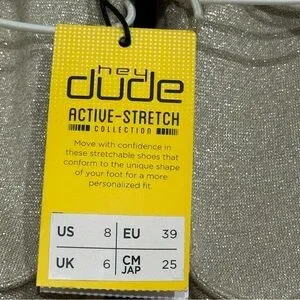 hey
dude
ACTIVE-STRETCH
COLLECTION
Move with confidence in
these stretchable shoes that
conform to the unique shape
of your foot for a more
personalized fit.
US 8 EU 39
UK 6 CM JAP 25